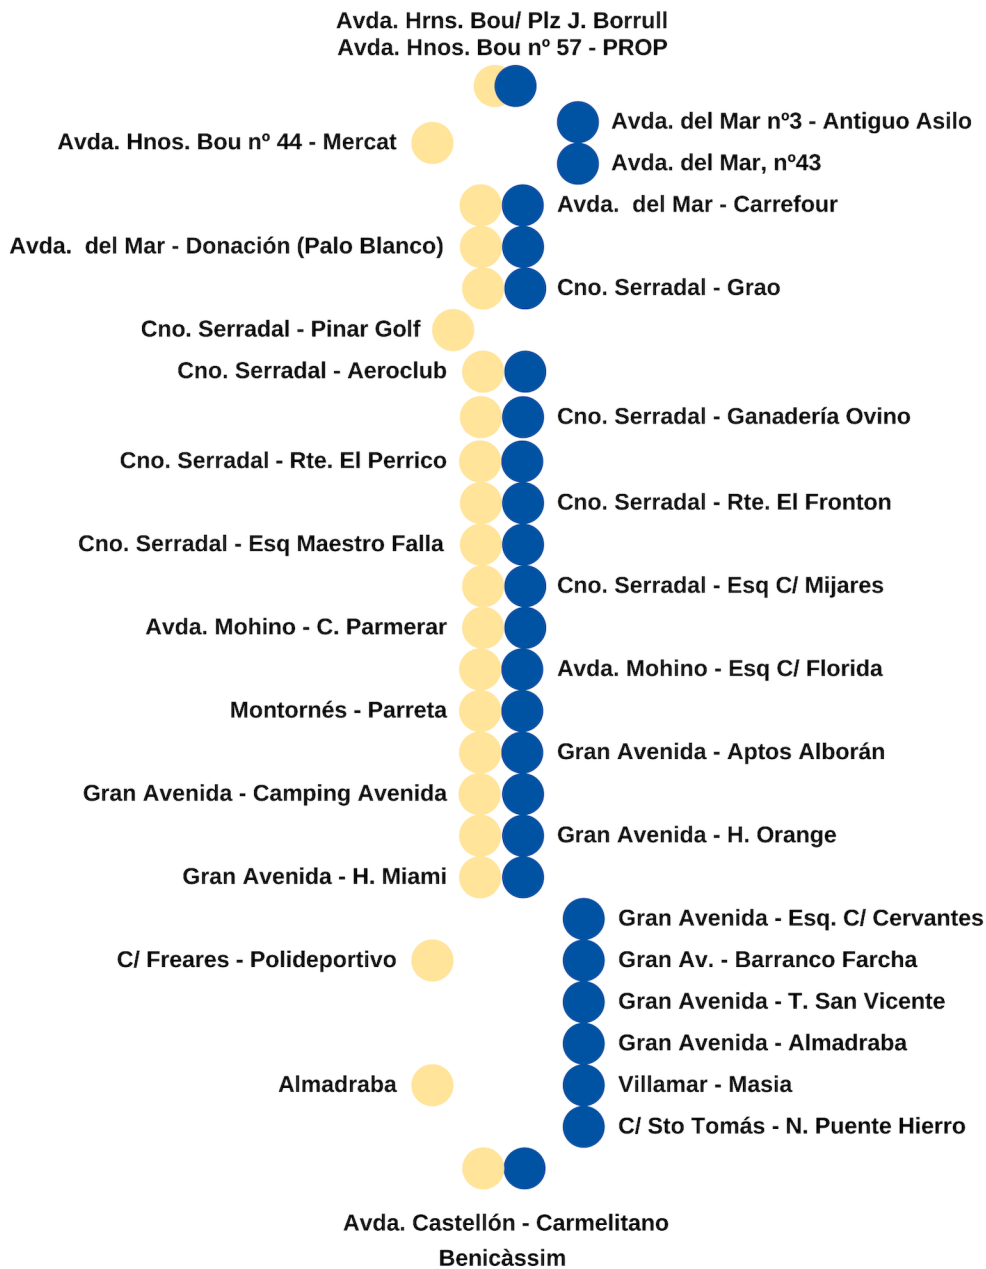 Avda. Hrns. Bou/ Plz J. Borrull
Avda. Hnos. Bou nº 57 - PROP
Avda. del Mar nº3 - Antiguo Asilo
Avda. Hnos. Bou nº 44 - Mercat
Avda. del Mar, nº43
Avda.  del Mar - Carrefour
Avda.  del Mar - Donación (Palo Blanco)
Cno. Serradal - Grao
Cno. Serradal - Pinar Golf
Cno. Serradal - Aeroclub
Cno. Serradal - Ganadería Ovino
Cno. Serradal - Rte. El Perrico
Cno. Serradal - Rte. El Fronton
Cno. Serradal - Esq Maestro Falla
Cno. Serradal - Esq C/ Mijares
Avda. Mohino - C. Parmerar
Avda. Mohino - Esq C/ Florida
Montornés - Parreta
Gran Avenida - Aptos Alborán
Gran Avenida - Camping Avenida
Gran Avenida - H. Orange
Gran Avenida - H. Miami
Gran Avenida - Esq. C/ Cervantes
C/ Freares - Polideportivo
Gran Av. - Barranco Farcha
Gran Avenida - T. San Vicente
Gran Avenida - Almadraba
Almadraba
Villamar - Masia
C/ Sto Tomás - N. Puente Hierro
Avda. Castellón - Carmelitano
Benicàssim